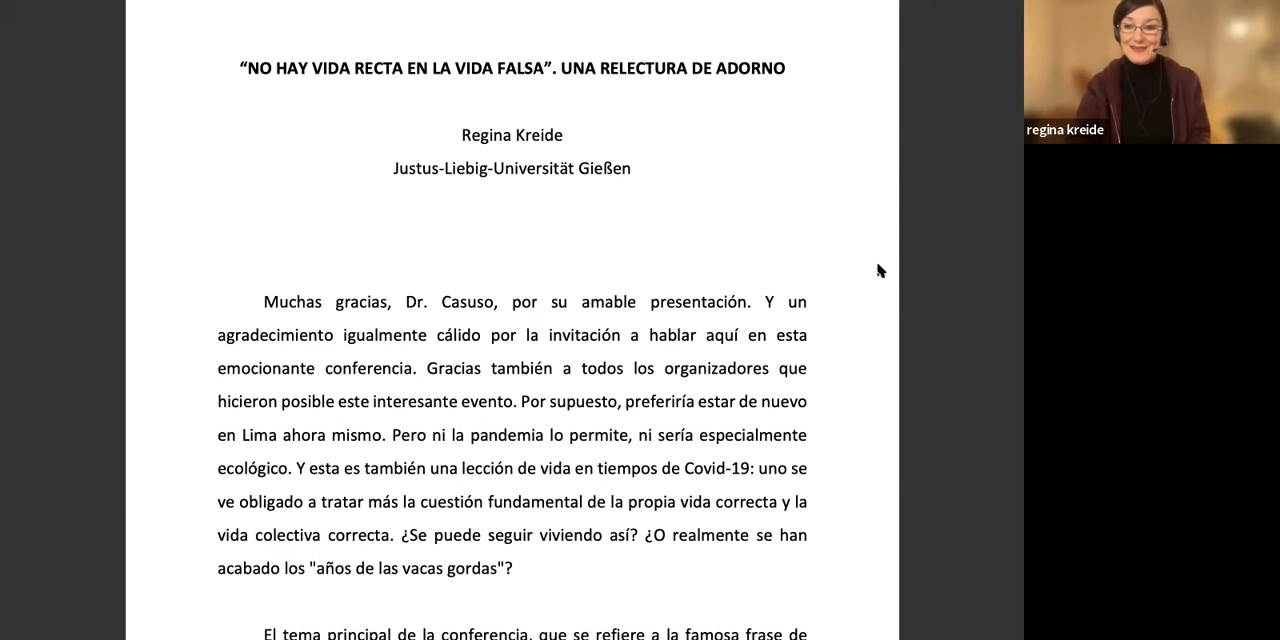 “NO HAY VIDA RECTA EN LA VIDA FALSA”. UNA RELECTURA DE ADORNO
Regina Kreide
Justus-Liebig-Universität Gießen
Muchas gracias, Dr. Casuso, por su amable presentación. Y un
agradecimiento igualmente cálido por la invitación a hablar aquí en esta
emocionante conferencia. Gracias también a todos los organizadores que
hicieron posible este interesante evento. Por supuesto, preferiría estar de nuevo
en Lima ahora mismo. Pero ni la pandemia lo permite, ni sería especialmente
ecológico. Y esta es también una lección de vida en tiempos de Covid-19: uno se
ve obligado a tratar más la cuestión fundamental de la propia vida correcta y la
vida colectiva correcta. ¿Se puede seguir viviendo así? ¿O realmente se han
acabado los "años de las vacas gordas"?
El tema principal de la conferencia, que se refiere a la famosa frase de
regina kreide